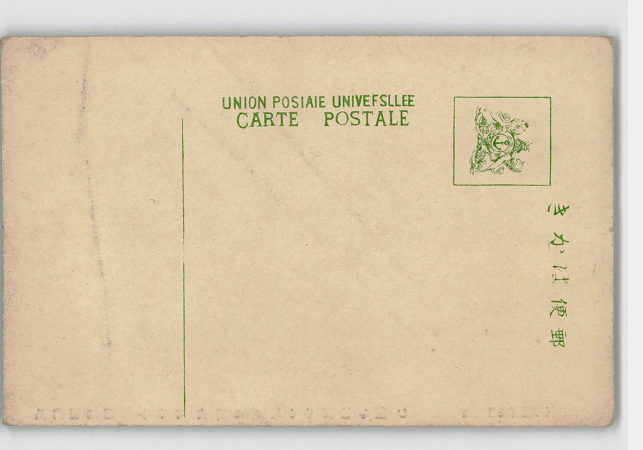 UNION POSIAIE UNIVEFSLLEE
CARTE POSTALE
郵便はがき